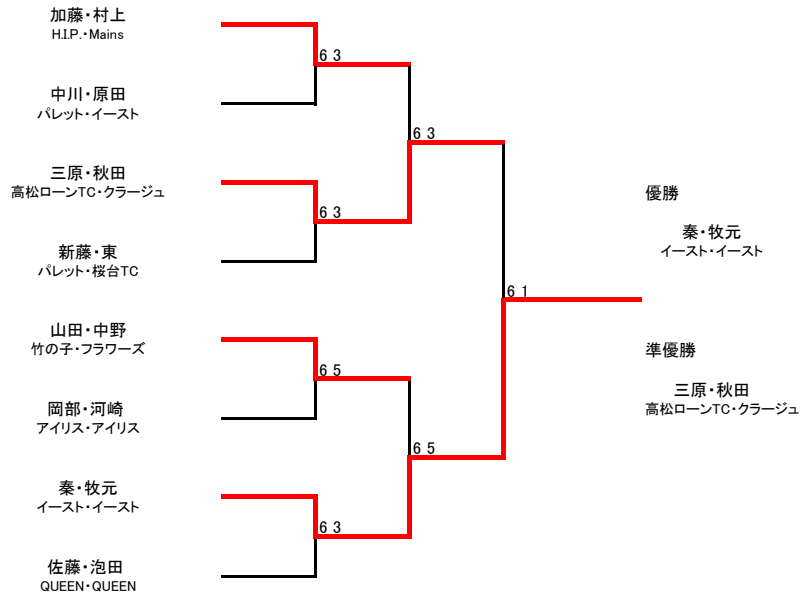 加藤・村上
H.I.P.・Mains
6 3
中川・原田
パレット・イースト
6 3
三原・秋田
高松ローンTC・クラージュ
6 3
新藤・東
パレット・桜台TC
優勝
秦・牧元
イースト・イースト
6 1
山田・中野
竹の子・フラワーズ
6 5
準優勝
三原・秋田
高松ローンTC・クラージュ
岡部・河崎
アイリス・アイリス
6 5
秦・牧元
イースト・イースト
6 3
佐藤・泡田
QUEEN・QUEEN